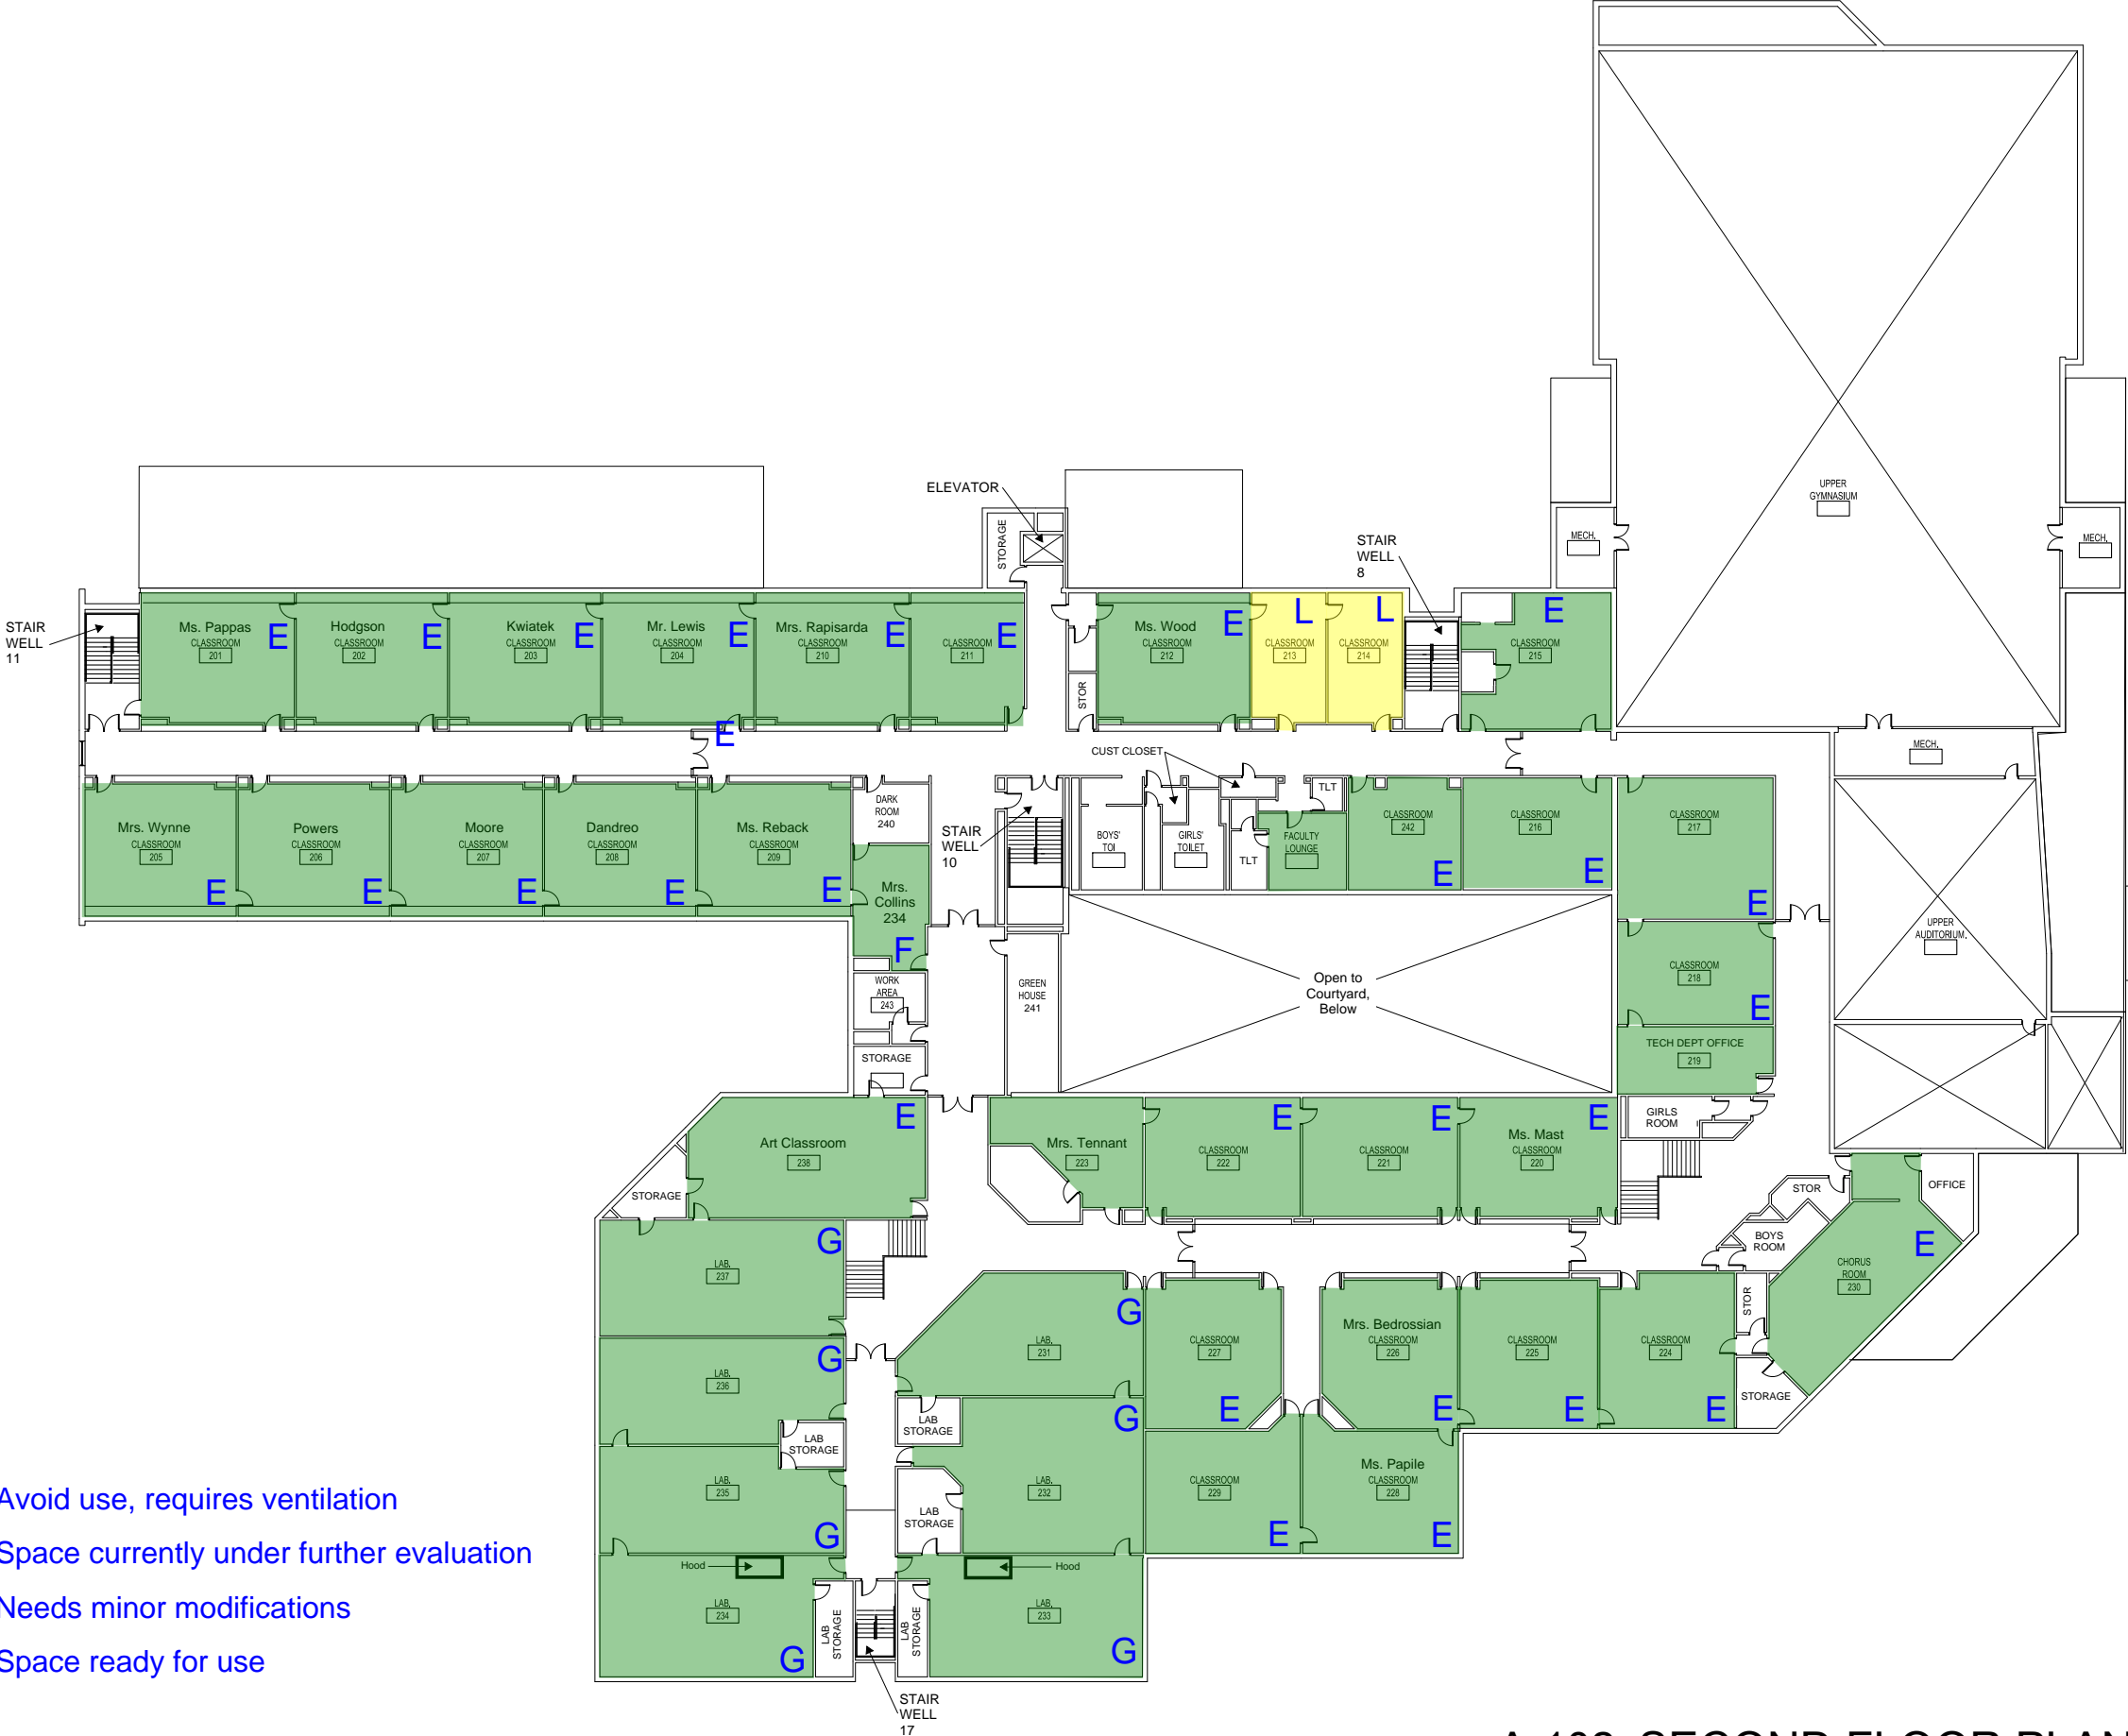 UPPER
GYMNASIUM
MECH.
MECH.
ELEVATOR
STORAGE
STAIR
WELL
8
STAIR
WELL
11
Ms. Pappas
CLASSROOM
201
E
Hodgson
CLASSROOM
202
E
Kwiatek
CLASSROOM
203
E
Mr. Lewis
CLASSROOM
204
E
Mrs. Rapisarda
CLASSROOM
210
E
CLASSROOM
211
E
STOR
Ms. Wood
CLASSROOM
212
E
L
CLASSROOM
213
L
CLASSROOM
214
E
CLASSROOM
215
E
CUST CLOSET
MECH.
Mrs. Wynne
CLASSROOM
205
E
Powers
CLASSROOM
206
E
Moore
CLASSROOM
207
E
Dandreo
CLASSROOM
208
E
Ms. Reback
CLASSROOM
209
E
DARK
ROOM
240
Mrs.
Collins
234
F
STAIR
WELL
10
BOYS'
TOI
GIRLS'
TOILET
TLT
TLT
FACULTY
LOUNGE
CLASSROOM
242
E
CLASSROOM
216
E
CLASSROOM
217
E
UPPER
AUDITORIUM.
WORK
AREA
243
GREEN
HOUSE
241
Open to
Courtyard,
Below
CLASSROOM
218
E
STORAGE
TECH DEPT OFFICE
219
GIRLS
ROOM
E
Art Classroom
238
STORAGE
Mrs. Tennant
223
E
CLASSROOM
222
E
CLASSROOM
221
E
Ms. Mast
CLASSROOM
220
STOR
OFFICE
BOYS
ROOM
E
CHORUS
ROOM
230
G
LAB.
237
G
LAB.
231
CLASSROOM
227
E
Mrs. Bedrossian
CLASSROOM
226
E
CLASSROOM
225
E
CLASSROOM
224
E
STOR
STORAGE
G
LAB.
236
LAB
STORAGE
LAB
STORAGE
G
LAB.
232
LAB
STORAGE
LAB.
235
G
CLASSROOM
229
E
Ms. Papile
CLASSROOM
228
E
Hood
LAB.
234
G
LAB
STORAGE
LAB
STORAGE
Hood
LAB.
233
G
STAIR
WELL
17
Avoid use, requires ventilation
Space currently under further evaluation
Needs minor modifications
Space ready for use